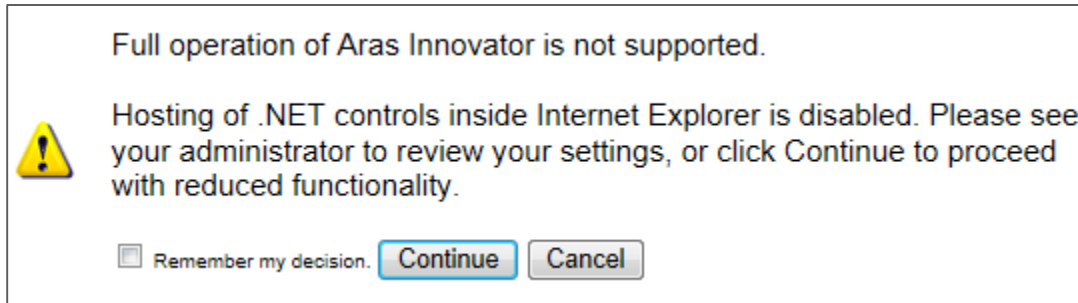 Full operation of Aras Innovator is not supported.
Hosting of .NET controls inside Internet Explorer is disabled. Please see
your administrator to review your settings, or click Continue to proceed
with reduced functionality.
Remember my decision. Continue Cancel